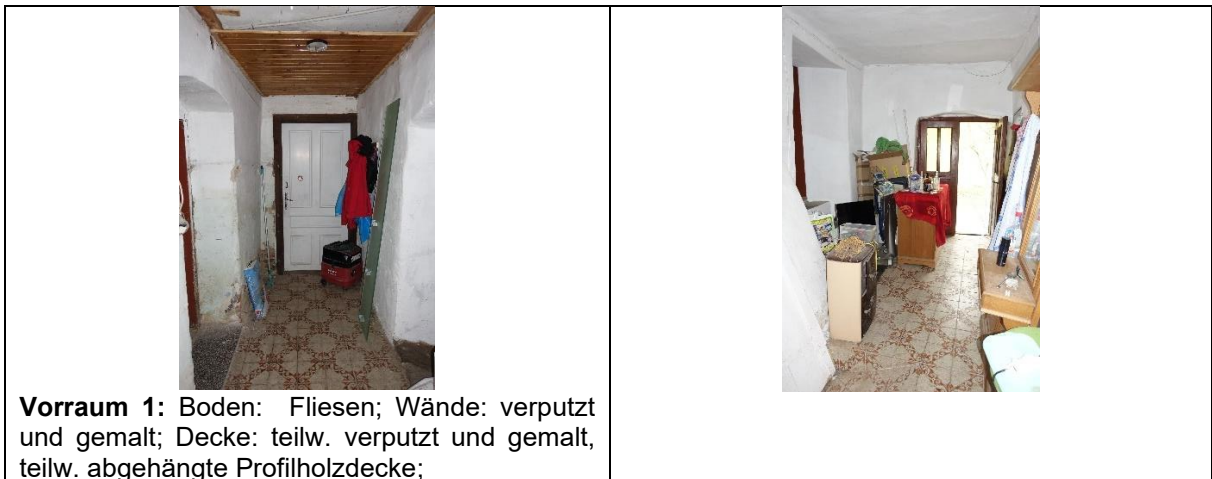 Vorraum 1: Boden: Fliesen; Wände: verputzt
und gemalt; Decke: teilw. verputzt und gemalt,
teilw. abgehängte Profilholzdecke;